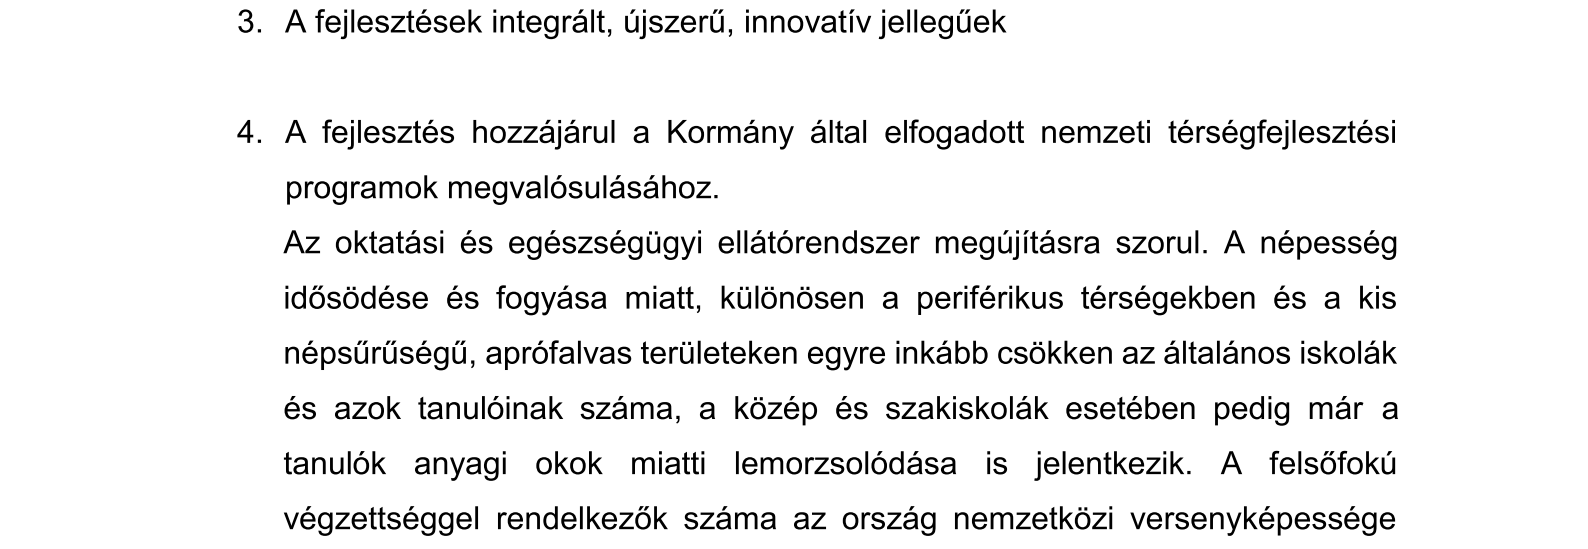 3. A fejlesztések integrált, újszerű, innovatív jellegűek
4. A fejlesztés hozzájárul a Kormány által elfogadott nemzeti térségfejlesztési
programok megvalósulásához.
Az oktatási és egészségügyi ellátórendszer megújításra szorul. A népesség
idősödése és fogyása miatt, különösen a periférikus térségekben és a kis
népsűrűségű, aprófalvas területeken egyre inkább csökken az általános iskolák
és azok tanulóinak száma, a közép és szakiskolák esetében pedig már a
tanulók anyagi okok miatti lemorzsolódása is jelentkezik. A felsőfokú
végzettséggel rendelkezők száma az ország nemzetközi versenyképessége